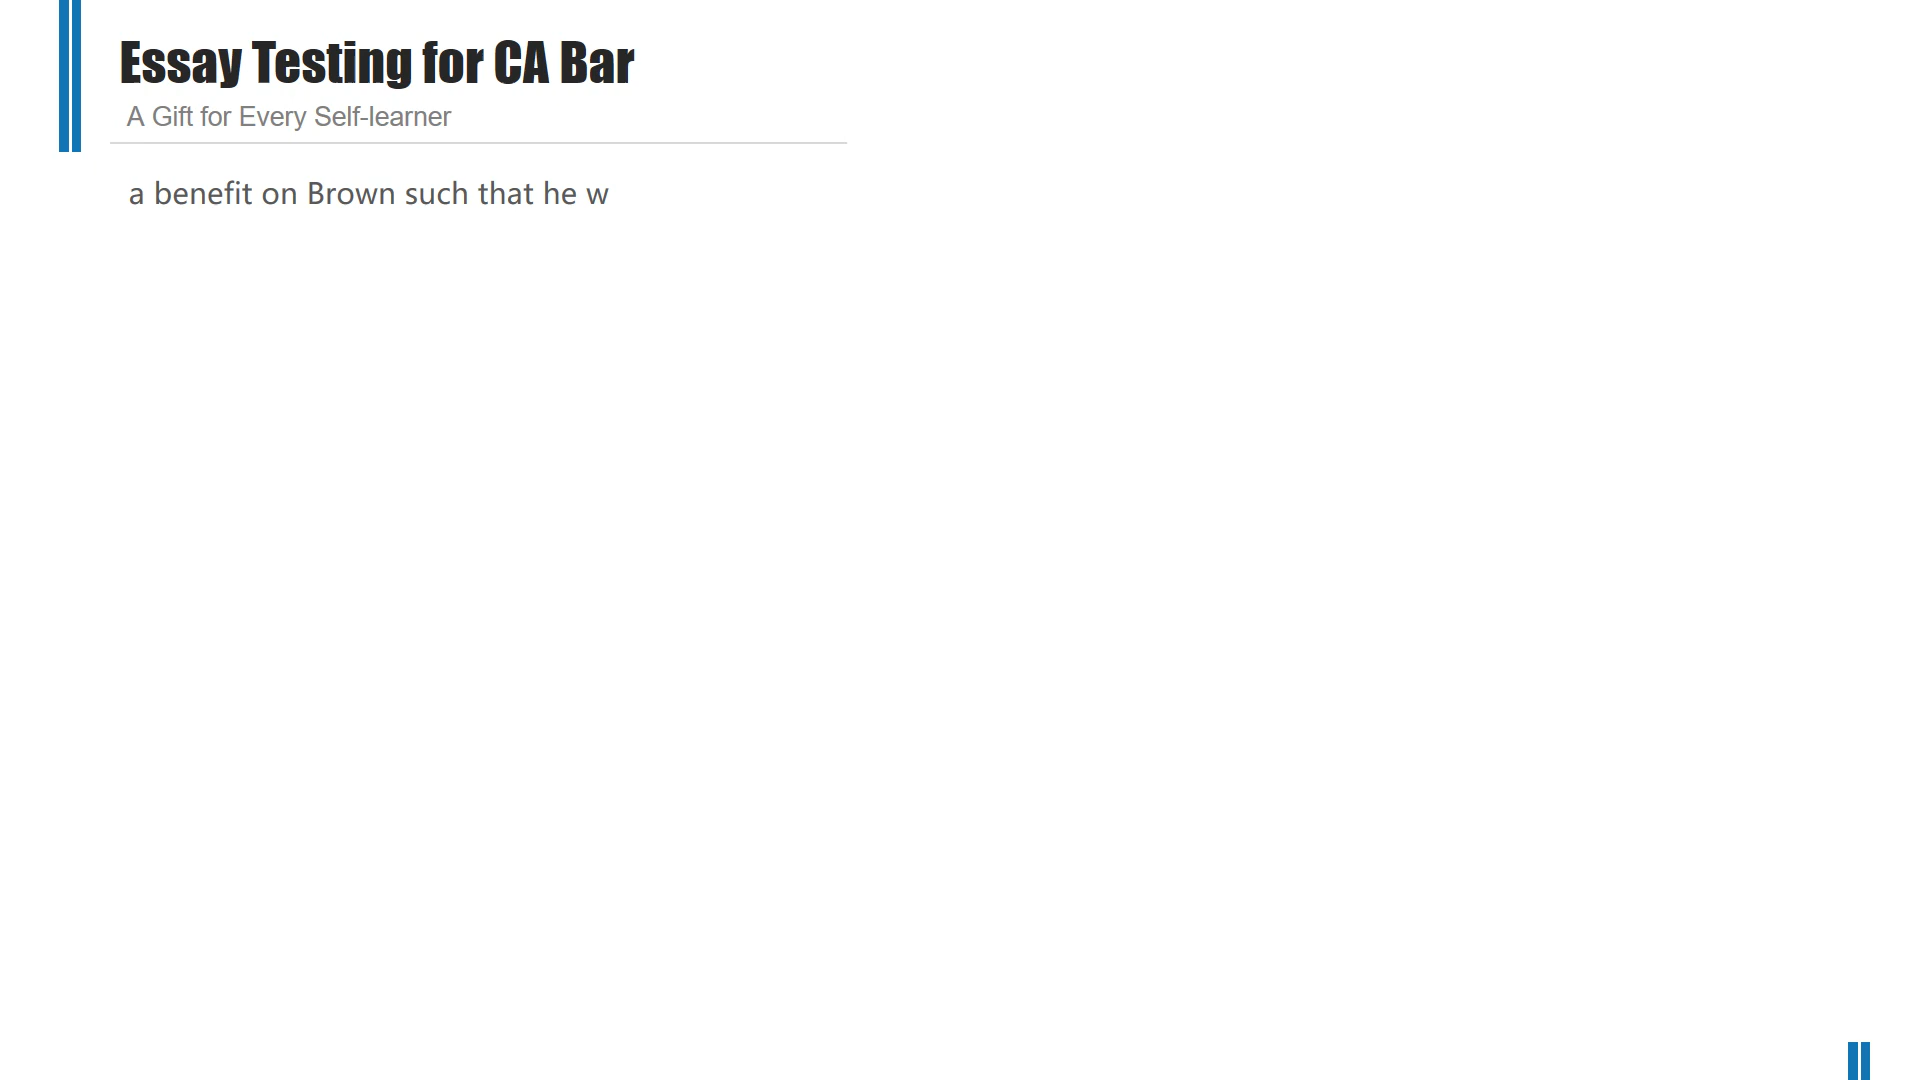 Essay Testing for CA Bar
A Gift for Every Self-learner
a benefit on Brown such that he w